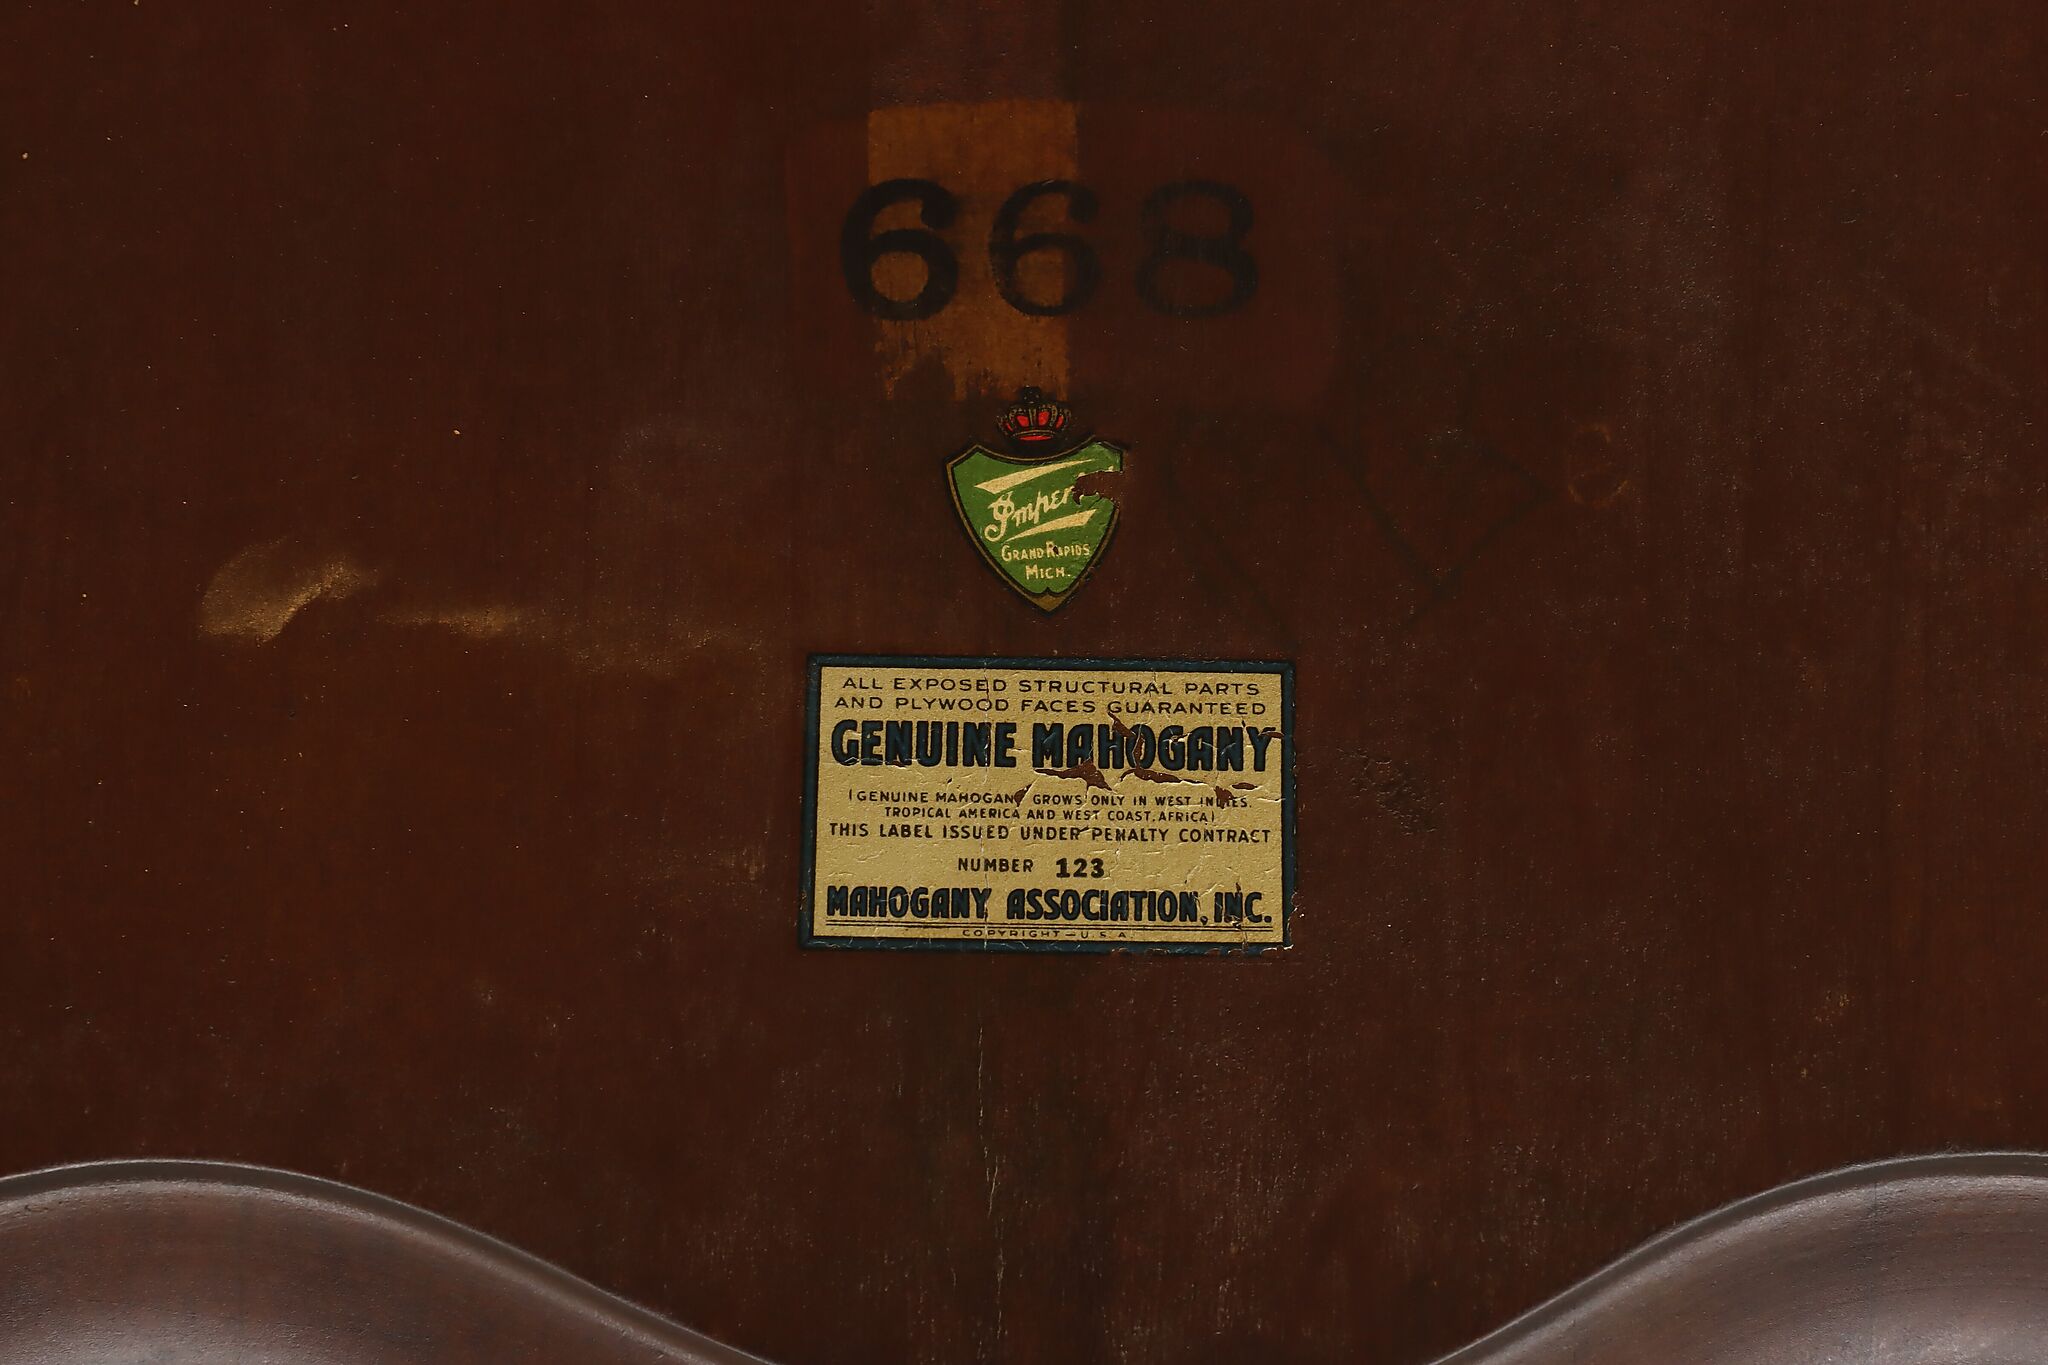 668
Imper
GRAND RAPIDS
MICH.
ALL EXPOSED STRUCTURAL PARTS
AND PLYWOOD FACES GUARANTEED
GENUINE MAHOGANY
(GENUINE MAHOGANY GROWS ONLY IN WEST INDIES,
TROPICAL AMERICA AND WEST COAST, AFRICA)
THIS LABEL ISSUED UNDER PENALTY CONTRACT
NUMBER 123
MAHOGANY ASSOCIATION, INC.
COPYRIGHT—U.S.A.